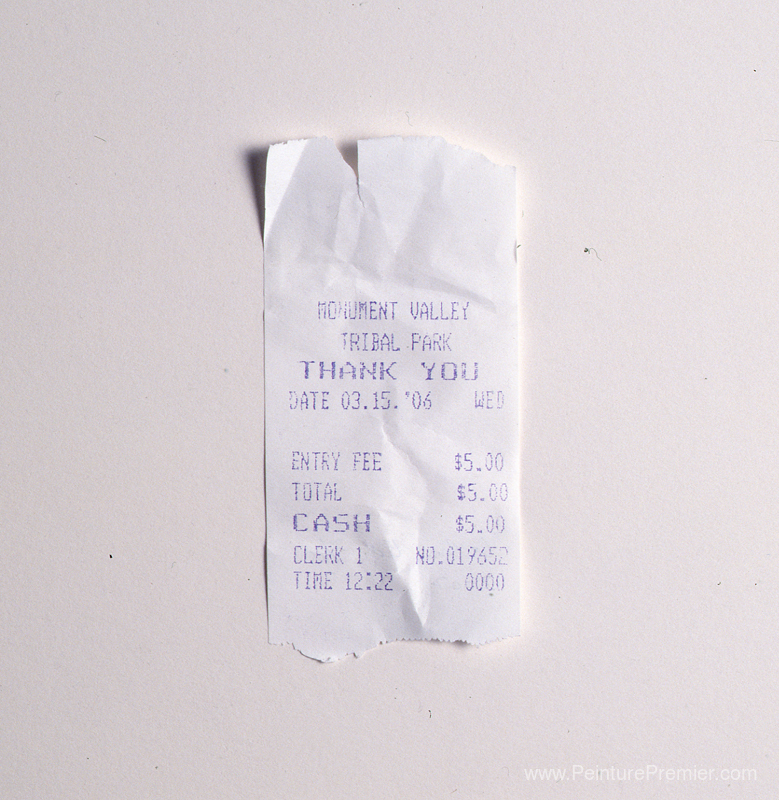 MONUMENT VALLEY
TRIBAL PARK
THANK YOU
DATE 03.15.'06 WED
ENTRY FEE $5.00
TOTAL $5.00
CASH $5.00
CLERK 1 NO.019652
TIME 12:22 0000
www.PeinturePremier.com